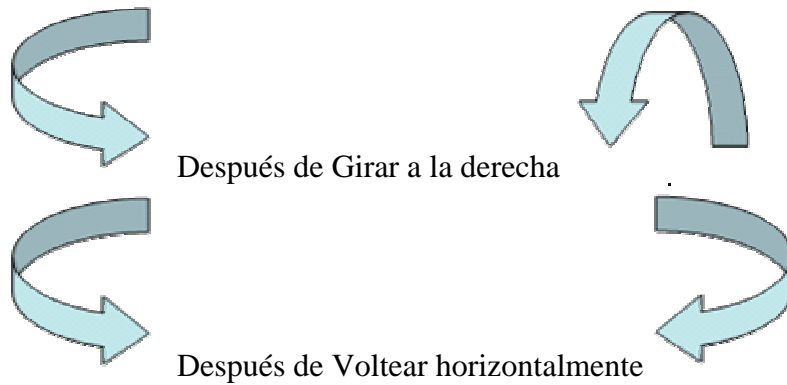 Después de Girar a la derecha
Después de Voltear horizontalmente